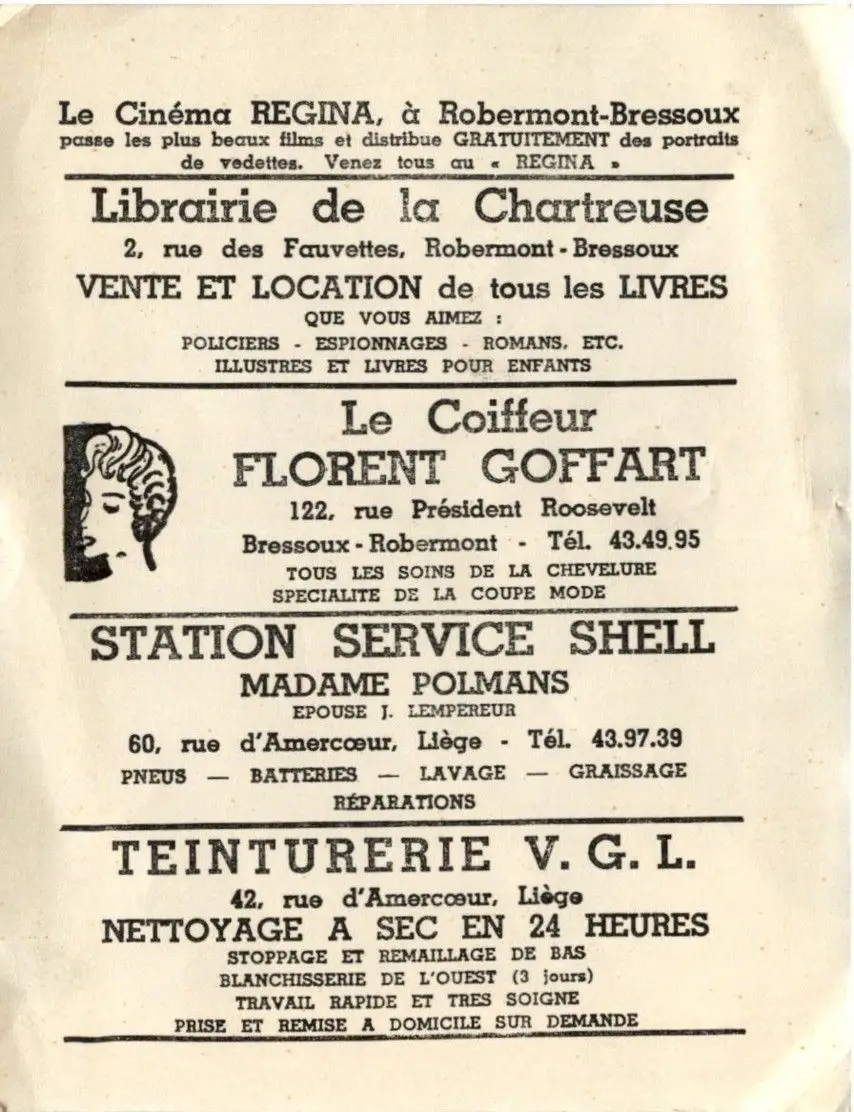 Le Cinéma REGINA, à Robermont-Bressoux
passe les plus beaux films et distribue GRATUITEMENT des portraits
de vedettes. Venez tous au « REGINA »
Librairie de la Chartreuse
2, rue des Fauvettes, Robermont - Bressoux
VENTE ET LOCATION de tous les LIVRES
QUE VOUS AIMEZ :
POLICIERS - ESPIONNAGES - ROMANS, ETC.
ILLUSTRES ET LIVRES POUR ENFANTS
Le Coiffeur
FLORENT GOFFART
122, rue Président Roosevelt
Bressoux - Robermont - Tél. 43.49.95
TOUS LES SOINS DE LA CHEVELURE
SPECIALITE DE LA COUPE MODE
STATION SERVICE SHELL
MADAME POLMANS
EPOUSE J. LEMPEREUR
60, rue d'Amercœur, Liège - Tél. 43.97.39
PNEUS — BATTERIES — LAVAGE — GRAISSAGE
RÉPARATIONS
TEINTURERIE V. G. L.
42, rue d'Amercœur, Liège
NETTOYAGE A SEC EN 24 HEURES
STOPPAGE ET REMAILLAGE DE BAS
BLANCHISSERIE DE L'OUEST (3 jours)
TRAVAIL RAPIDE ET TRES SOIGNE
PRISE ET REMISE A DOMICILE SUR DEMANDE